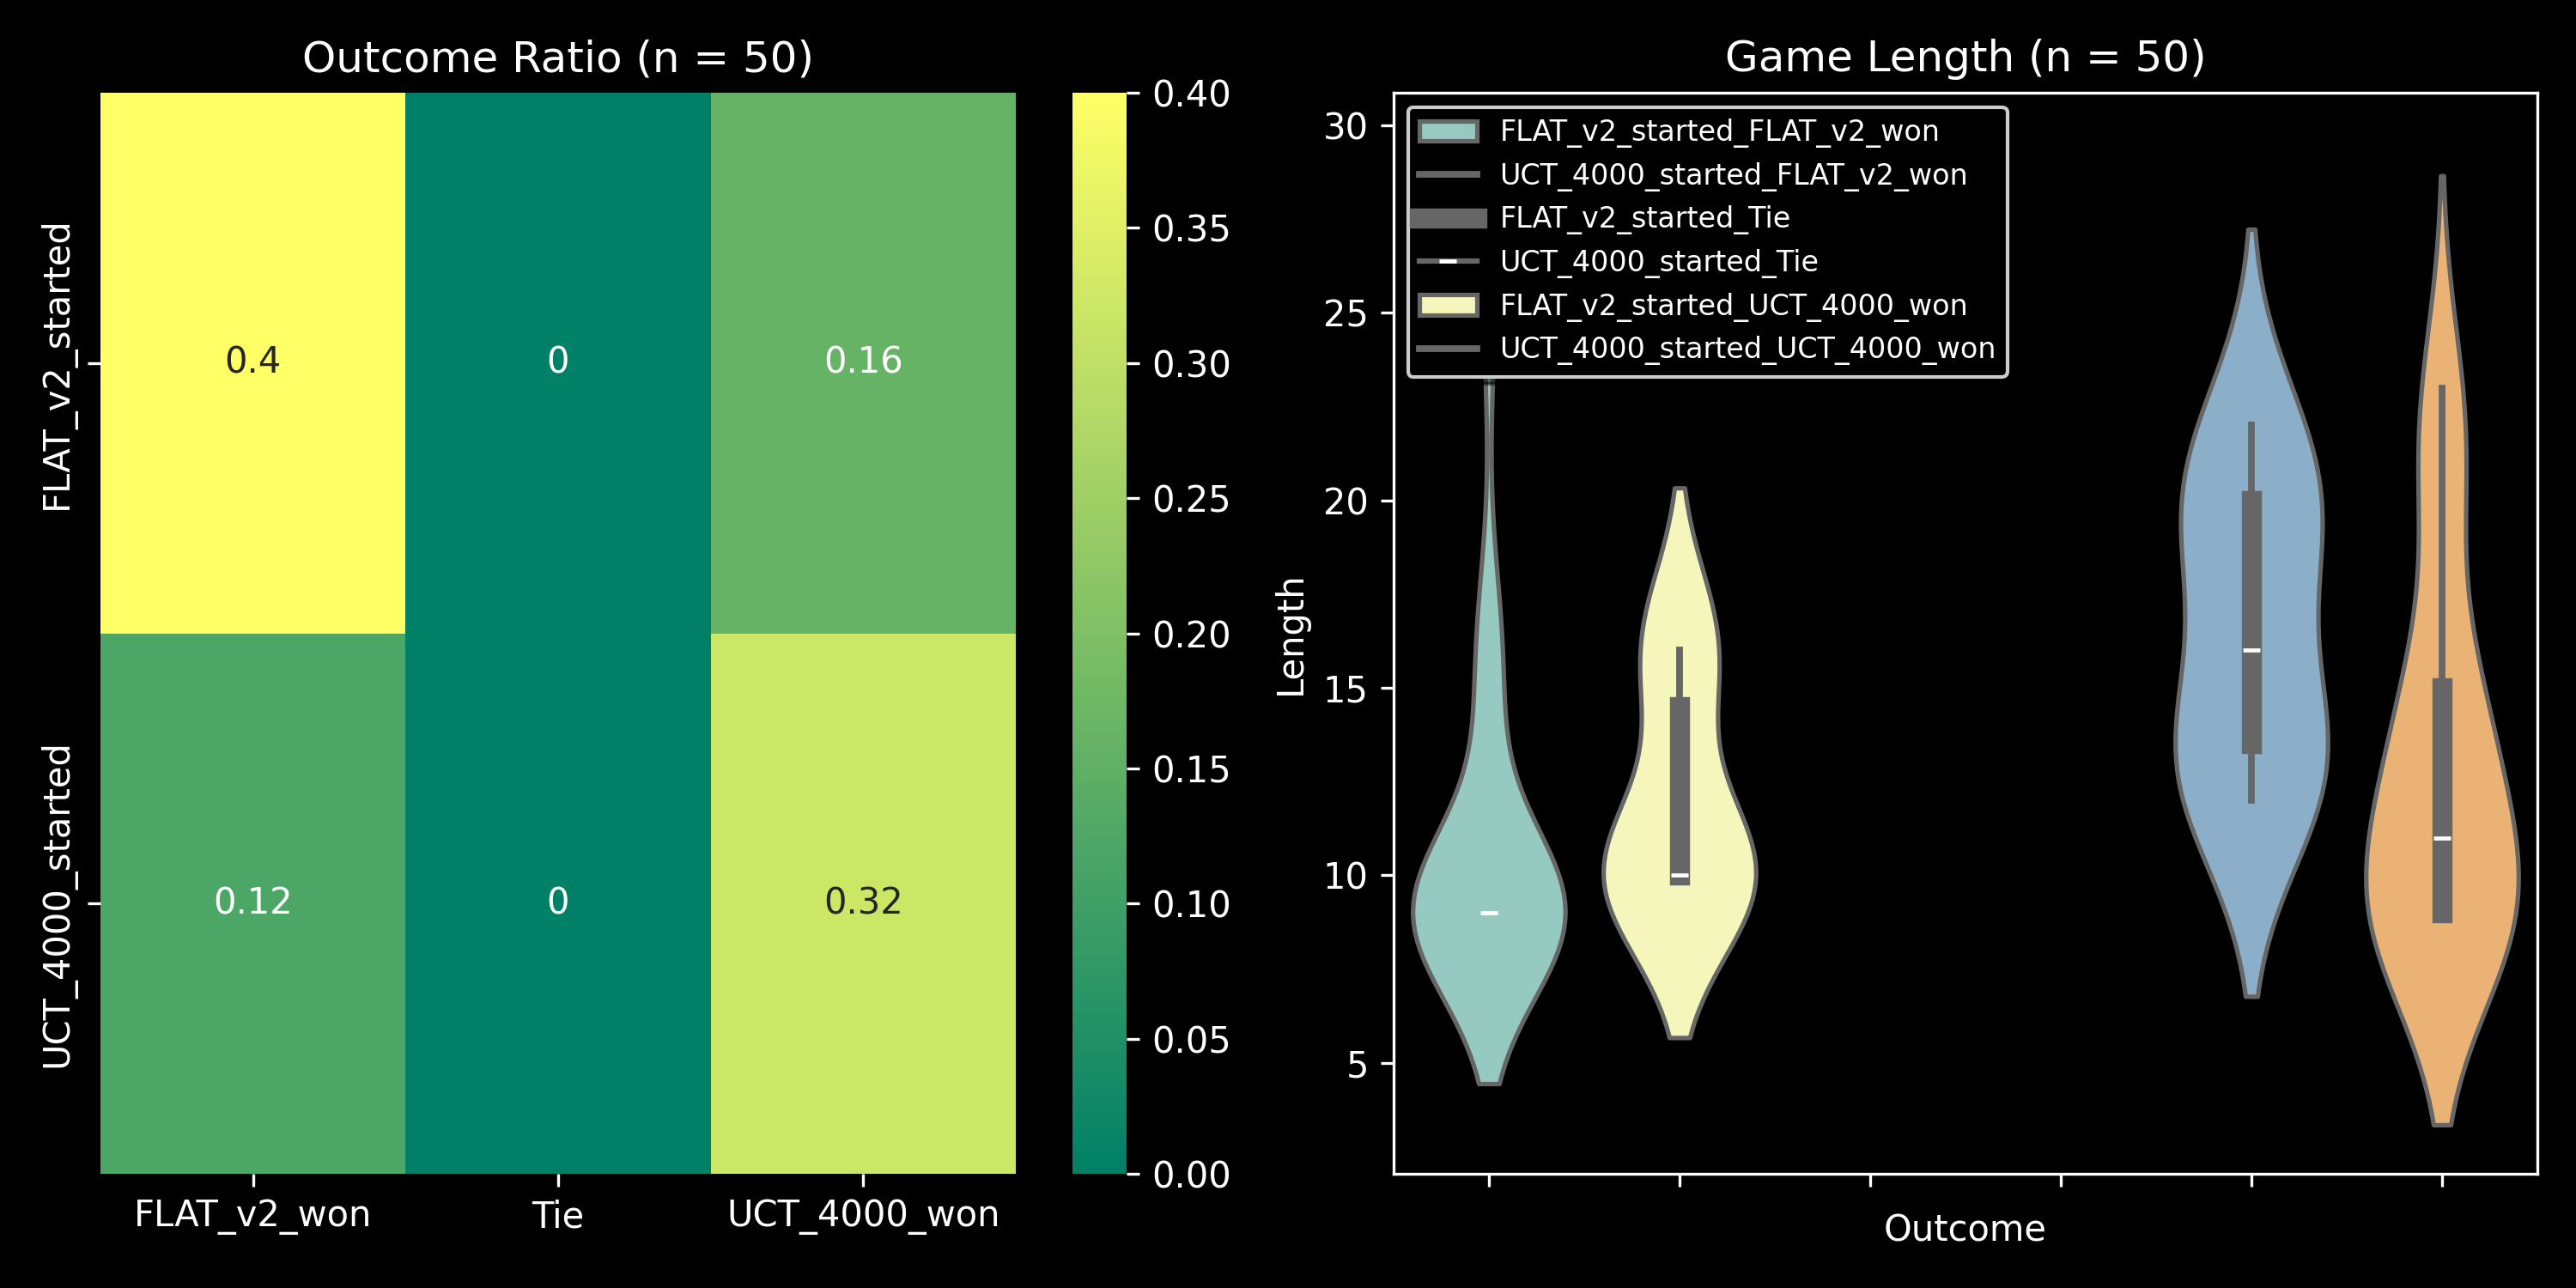 Outcome Ratio (n = 50)
FLAT_v2_started
UCT_4000_started
0.4
0
0.16
0.12
0
0.32
FLAT_v2_won
Tie
UCT_4000_won
0.40
0.35
0.30
0.25
0.20
0.15
0.10
0.05
0.00
Game Length (n = 50)
Length
30
25
20
15
10
5
FLAT_v2_started_FLAT_v2_won
UCT_4000_started_FLAT_v2_won
FLAT_v2_started_Tie
UCT_4000_started_Tie
FLAT_v2_started_UCT_4000_won
UCT_4000_started_UCT_4000_won
Outcome